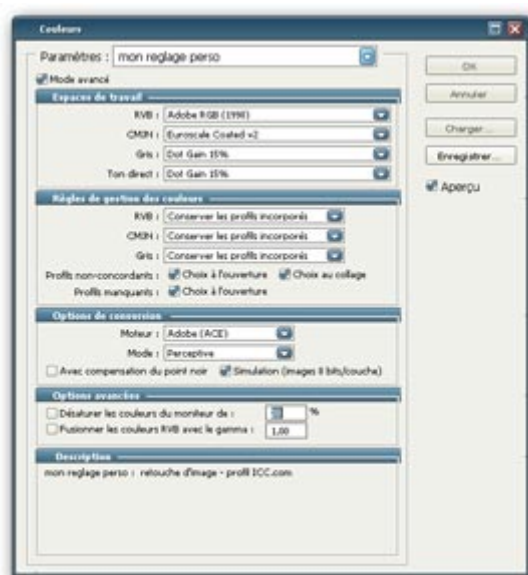 Couleurs
Paramètres : mon reglage perso
Mode avancé
Espaces de travail
RVB : Adobe RGB (1998)
CMJN : Euroscale Coated v2
Gris : Dot Gain 15%
Ton direct : Dot Gain 15%
Règles de gestion des couleurs
RVB : Conserver les profils incorporés
CMJN : Conserver les profils incorporés
Gris : Conserver les profils incorporés
Profils non-concordants : Choix à l'ouverture Choix au collage
Profils manquants : Choix à l'ouverture
Options de conversion
Moteur : Adobe (ACE)
Mode : Perceptive
Avec compensation du point noir Simulation (images 8 bits/couche)
Options avancées
Désaturer les couleurs du moniteur de : %
Fusionner les couleurs RVB avec le gamma : 1,00
Description
mon reglage perso : retouche d'image - profil ICC.com
OK
Annuler
Charger...
Enregistrer...
Aperçu